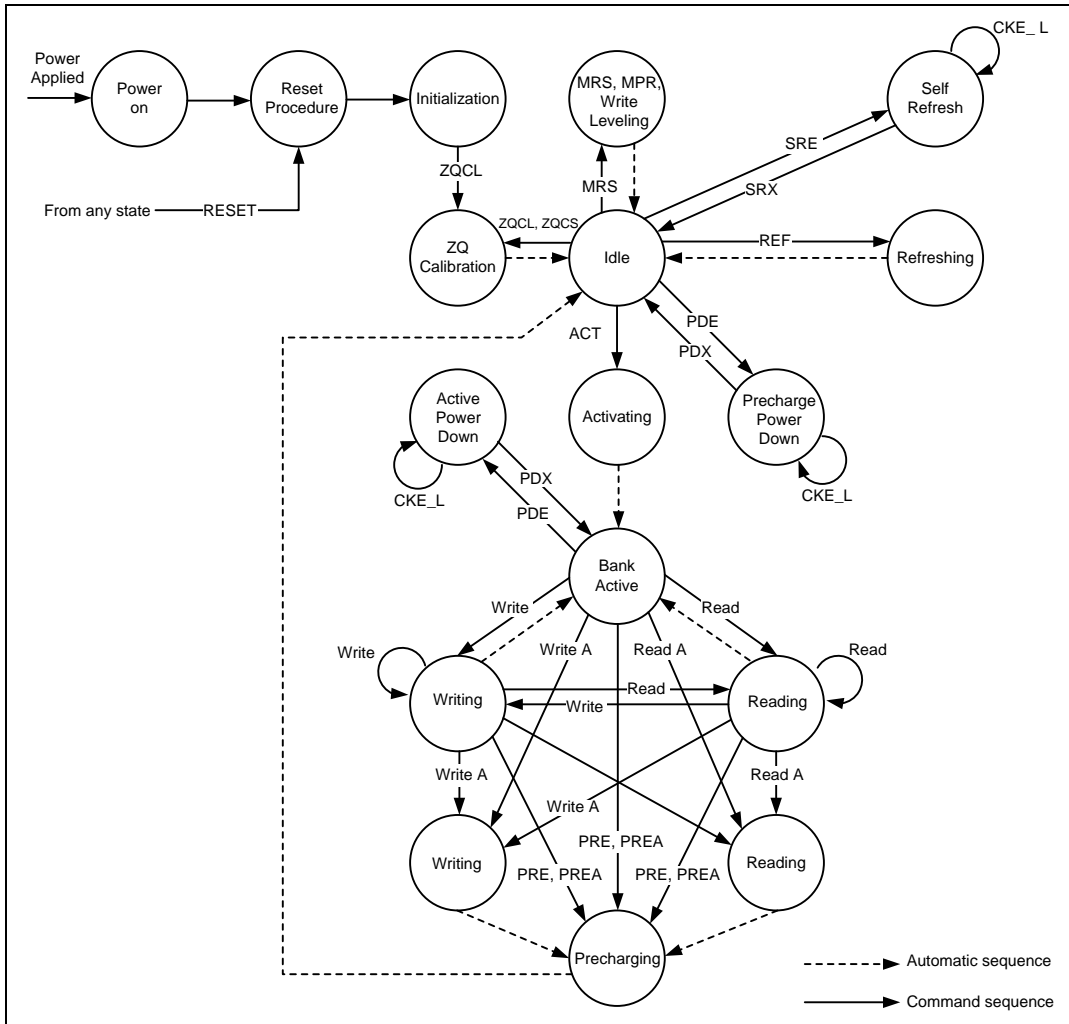 Power
Applied
Power
on
Reset
Procedure
Initialization
MRS, MPR,
Write
Leveling
CKE_ L
Self
Refresh
ZQCL
MRS
SRE
SRX
From any state
RESET
ZQCL, ZQCS
ZQ
Calibration
Idle
REF
Refreshing
ACT
PDE
PDX
Active
Power
Down
Activating
Precharge
Power
Down
CKE_L
CKE_L
PDX
PDE
Bank
Active
Write
Read
Write
Write A
Read A
Read
Writing
Read
Write
Reading
Write A
Write A
Read A
Writing
PRE, PREA
PRE, PREA
PRE, PREA
Reading
Precharging
Automatic sequence
Command sequence